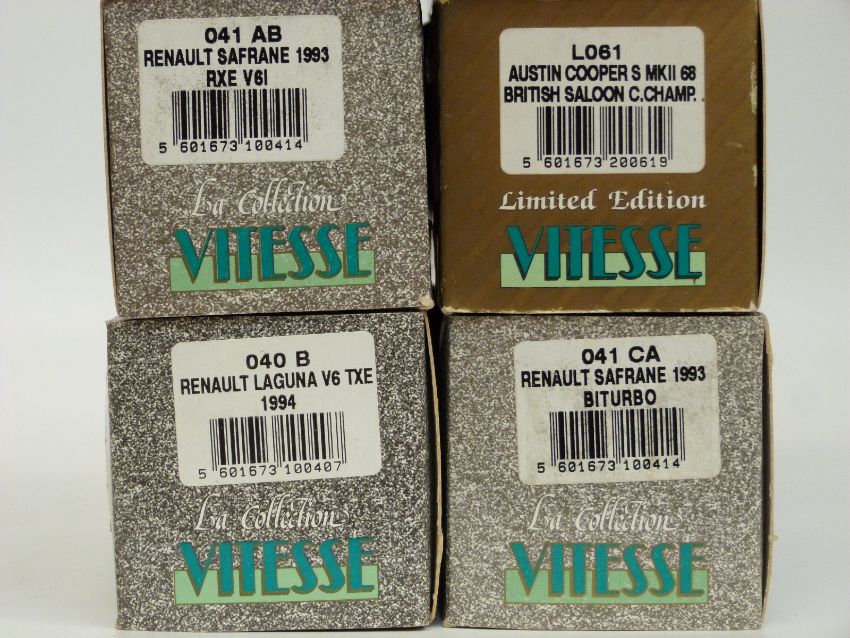 041 AB
RENAULT SAFRANE 1993
RXE V6I
5 601673 100414
La Collection
VITESSE
L061
AUSTIN COOPER S MKII 68
BRITISH SALOON C.CHAMP. .
5 601673 200619
Limited Edition
VITESSE
040 B
RENAULT LAGUNA V6 TXE
1994
5 601673 100407
La Collection
VITESSE
041 CA
RENAULT SAFRANE 1993
BITURBO
5 601673 100414
La Collection
VITESSE